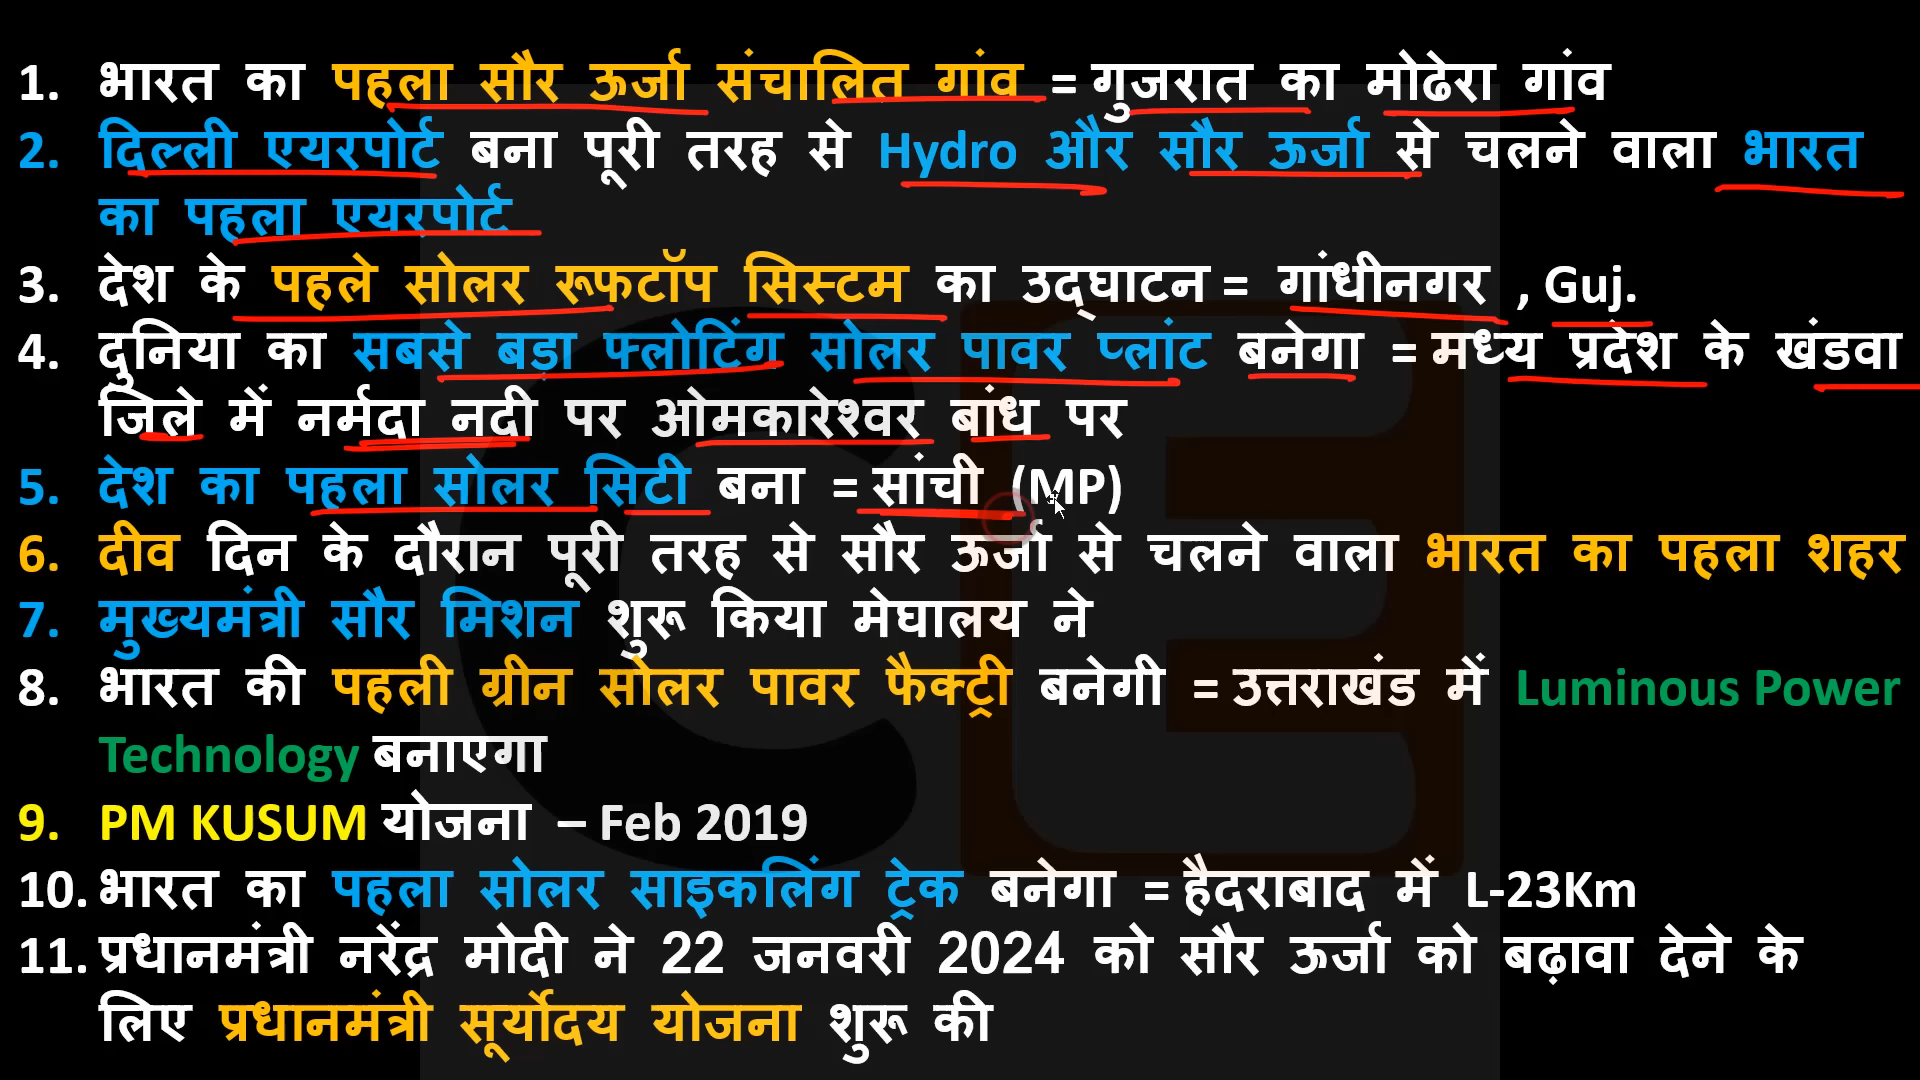 1. भारत का पहला सौर ऊर्जा संचालित गांव = गुजरात का मोढेरा गांव
2. दिल्ली एयरपोर्ट बना पूरी तरह से Hydro और सौर ऊर्जा से चलने वाला भारत
का पहला एयरपोर्ट
3. देश के पहले सोलर रूफटॉप सिस्टम का उद्घाटन = गांधीनगर , Guj.
4. दुनिया का सबसे बडा फ्लोटिंग सोलर पावर प्लांट बनेगा = मध्य प्रदेश के खंडवा
जिले में नर्मदा नदी पर ओमकारेश्वर बांध पर
5. देश का पहला सोलर सिटी बना = सांची (MP)
6. दीव दिन के दौरान पूरी तरह से सौर ऊर्जा से चलने वाला भारत का पहला शहर
7. मुख्यमंत्री सौर मिशन शुरू किया मेघालय ने
8. भारत की पहली ग्रीन सोलर पावर फैक्ट्री बनेगी = उत्तराखंड में Luminous Power
Technology बनाएगा
9. PM KUSUM योजना – Feb 2019
10. भारत का पहला सोलर साइकलिंग ट्रेक बनेगा = हैदराबाद में L-23Km
11. प्रधानमंत्री नरेंद्र मोदी ने 22 जनवरी 2024 को सौर ऊर्जा को बढ़ावा देने के
लिए प्रधानमंत्री सूर्योदय योजना शुरू की